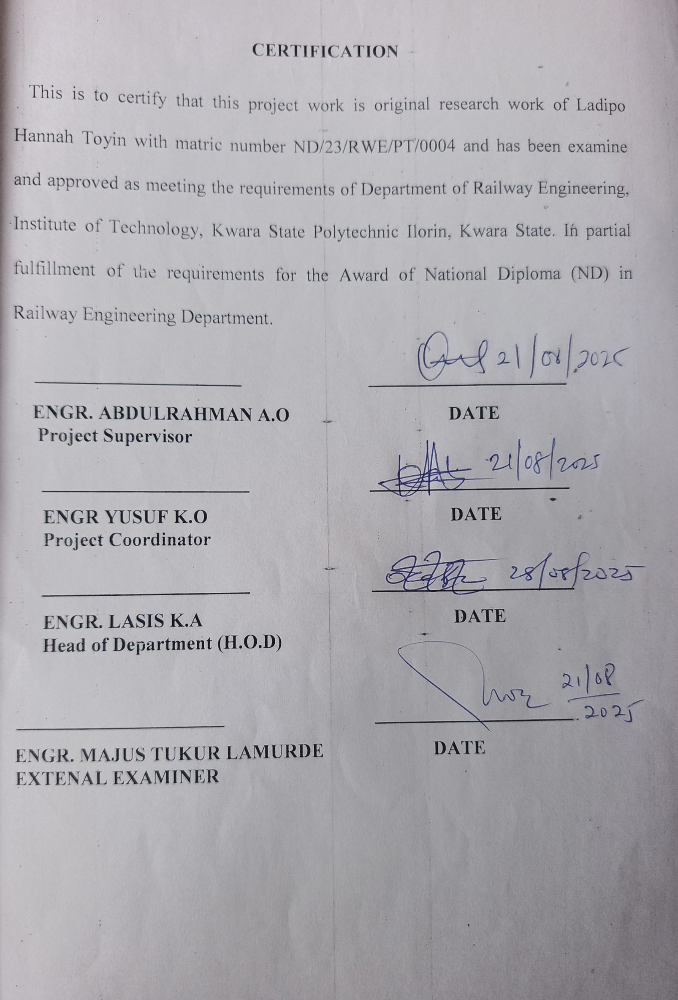 CERTIFICATION
This is to certify that this project work is original research work of Ladipo
Hannah Toyin with matric number ND/23/RWE/PT/0004 and has been examine
and approved as meeting the requirements of Department of Railway Engineering,
Institute of Technology, Kwara State Polytechnic Ilorin, Kwara State. In partial
fulfillment of the requirements for the Award of National Diploma (ND) in
Railway Engineering Department.
21/08/2025
ENGR. ABDULRAHMAN A.O DATE
Project Supervisor
21/08/2025
ENGR YUSUF K.O DATE
Project Coordinator
28/08/2025
ENGR. LASIS K.A DATE
Head of Department (H.O.D)
21/08
2025
ENGR. MAJUS TUKUR LAMURDE DATE
EXTENAL EXAMINER